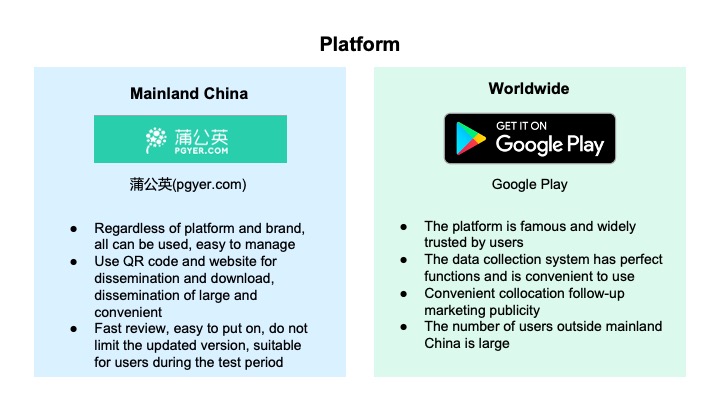 Platform
Mainland China
蒲公英
PGYER.COM
蒲公英(pgyer.com)
● Regardless of platform and brand,
all can be used, easy to manage
● Use QR code and website for
dissemination and download,
dissemination of large and
convenient
● Fast review, easy to put on, do not
limit the updated version, suitable
for users during the test period
Worldwide
GET IT ON
Google Play
Google Play
● The platform is famous and widely
trusted by users
● The data collection system has perfect
functions and is convenient to use
● Convenient collocation follow-up
marketing publicity
● The number of users outside mainland
China is large